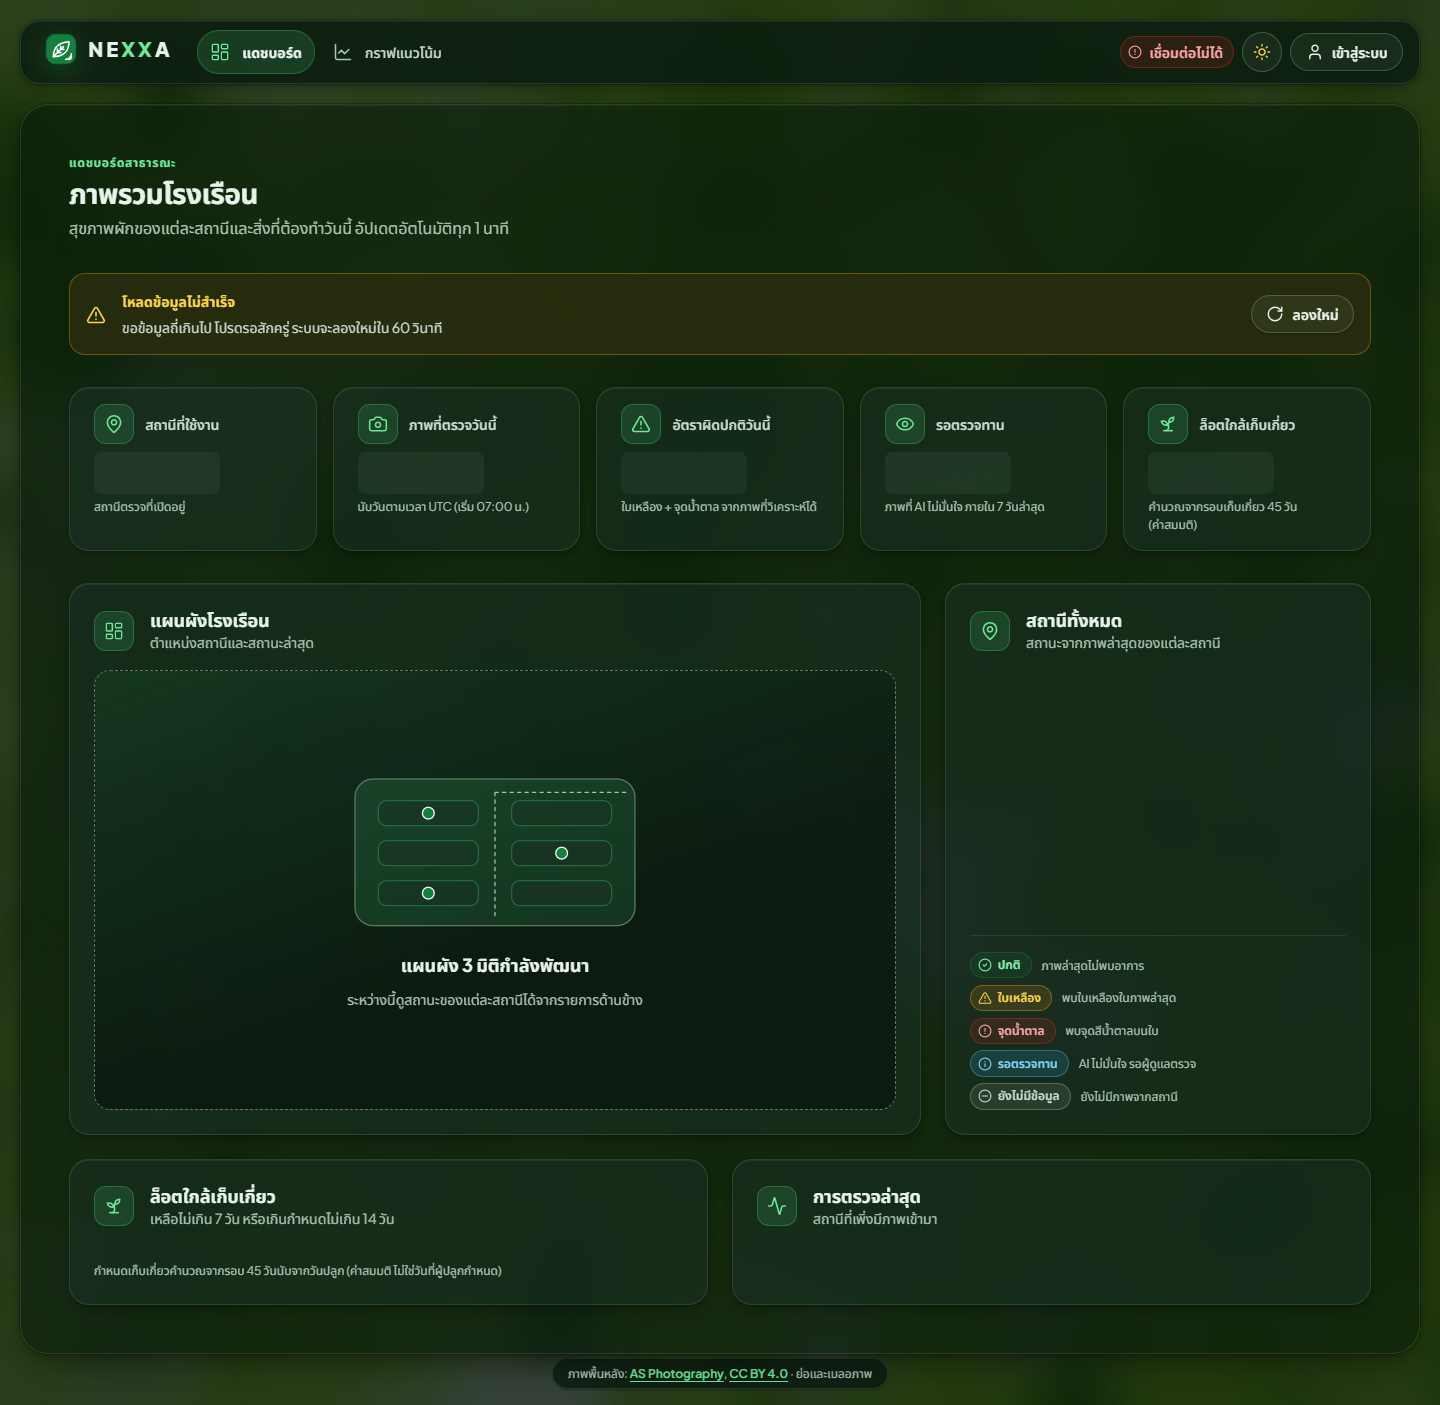 NEXXA
แดชบอร์ด
กราฟแนวโน้ม
เชื่อมต่อไม่ได้
เข้าสู่ระบบ
แดชบอร์ดสาธารณะ
ภาพรวมโรงเรือน
สุขภาพผักของแต่ละสถานีและสิ่งที่ต้องทำวันนี้ อัปเดตอัตโนมัติทุก 1 นาที
โหลดข้อมูลไม่สำเร็จ
ขอข้อมูลถี่เกินไป โปรดรอสักครู่ ระบบจะลองใหม่ใน 60 วินาที
ลองใหม่
สถานีที่ใช้งาน
สถานีตรวจที่เปิดอยู่
ภาพที่ตรวจวันนี้
นับวันตามเวลา UTC (เริ่ม 07:00 น.)
อัตราผิดปกติวันนี้
ใบเหลือง + จุดน้ำตาล จากภาพที่วิเคราะห์ได้
รอตรวจทาน
ภาพที่ AI ไม่มั่นใจ ภายใน 7 วันล่าสุด
ล็อตใกล้เก็บเกี่ยว
คำนวณจากรอบเก็บเกี่ยว 45 วัน
(ค่าสมมติ)
แผนผังโรงเรือน
ตำแหน่งสถานีและสถานะล่าสุด
แผนผัง 3 มิติกำลังพัฒนา
ระหว่างนี้ดูสถานะของแต่ละสถานีได้จากรายการด้านข้าง
สถานีทั้งหมด
สถานะจากภาพล่าสุดของแต่ละสถานี
ปกติ ภาพล่าสุดไม่พบอาการ
ใบเหลือง พบใบเหลืองในภาพล่าสุด
จุดน้ำตาล พบจุดสีน้ำตาลบนใบ
รอตรวจทาน AI ไม่มั่นใจ รอผู้ดูแลตรวจ
ยังไม่มีข้อมูล ยังไม่มีภาพจากสถานี
ล็อตใกล้เก็บเกี่ยว
เหลือไม่เกิน 7 วัน หรือเกินกำหนดไม่เกิน 14 วัน
กำหนดเก็บเกี่ยวคำนวณจากรอบ 45 วันนับจากวันปลูก (ค่าสมมติ ไม่ใช่วันที่ผู้ปลูกกำหนด)
การตรวจล่าสุด
สถานีที่เพิ่งมีภาพเข้ามา
ภาพพื้นหลัง: AS Photography, CC BY 4.0 · ย่อและเบลอภาพ